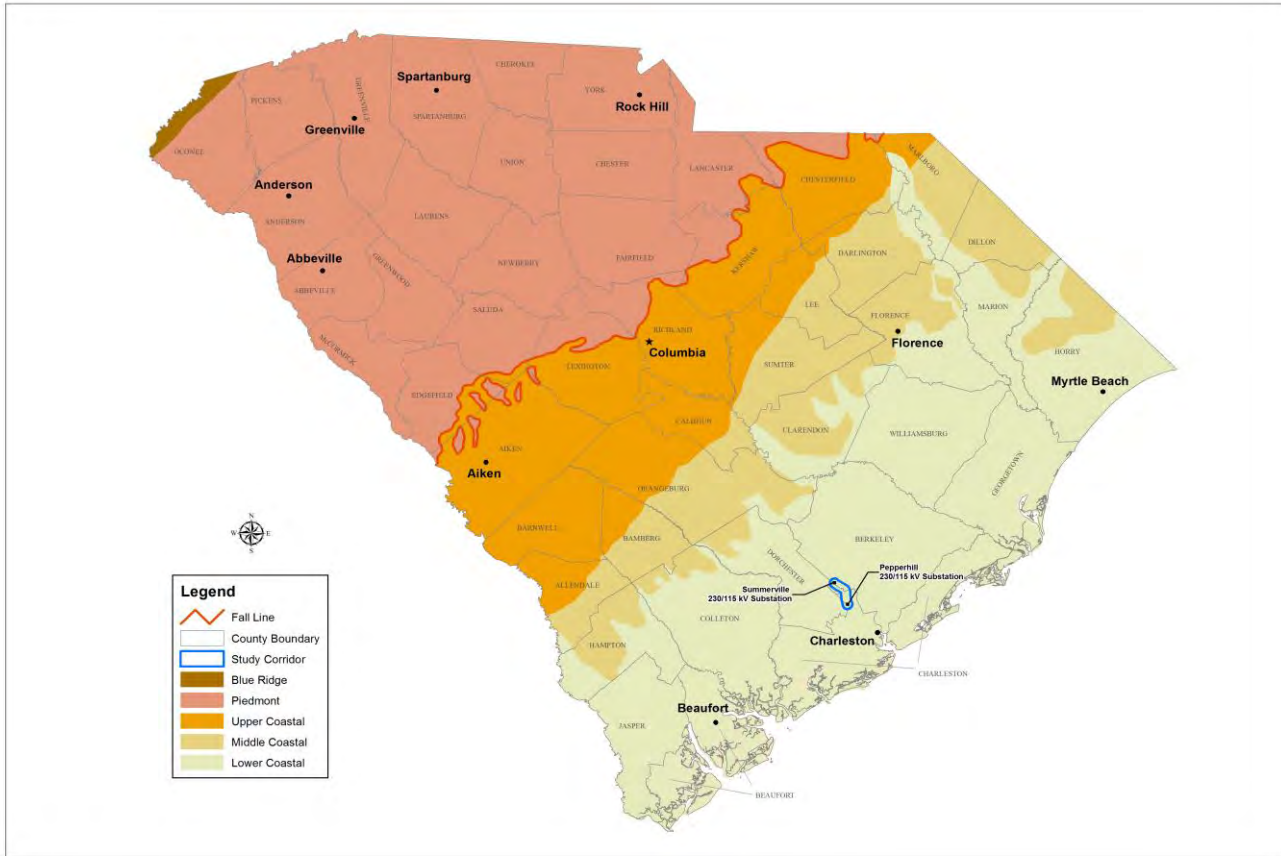 CHEROKEE
Spartanburg
YORK
Rock Hill
PICKENS
GREENVILLE
SPARTANBURG
Greenville
OCONEE
UNION
CHESTER
LANCASTER
MARLBORO
CHESTERFIELD
Anderson
ANDERSON
LAURENS
DILLON
DARLINGTON
KERSHAW
FAIRFIELD
NEWBERRY
GREENWOOD
Abbeville
ABBEVILLE
LEE
MARION
SALUDA
FLORENCE
Florence
RICHLAND
Columbia
McCORMICK
LEXINGTON
SUMTER
HORRY
Myrtle Beach
EDGEFIELD
CALHOUN
CLARENDON
WILLIAMSBURG
AIKEN
Aiken
ORANGEBURG
GEORGETOWN
BARNWELL
BAMBERG
BERKELEY
DORCHESTER
ALLENDALE
Pepperhill
230/115 kV Substation
Summerville
230/115 kV Substation
COLLETON
HAMPTON
Charleston
CHARLESTON
Beaufort
JASPER
BEAUFORT
N
W E
S
Legend
Fall Line
County Boundary
Study Corridor
Blue Ridge
Piedmont
Upper Coastal
Middle Coastal
Lower Coastal